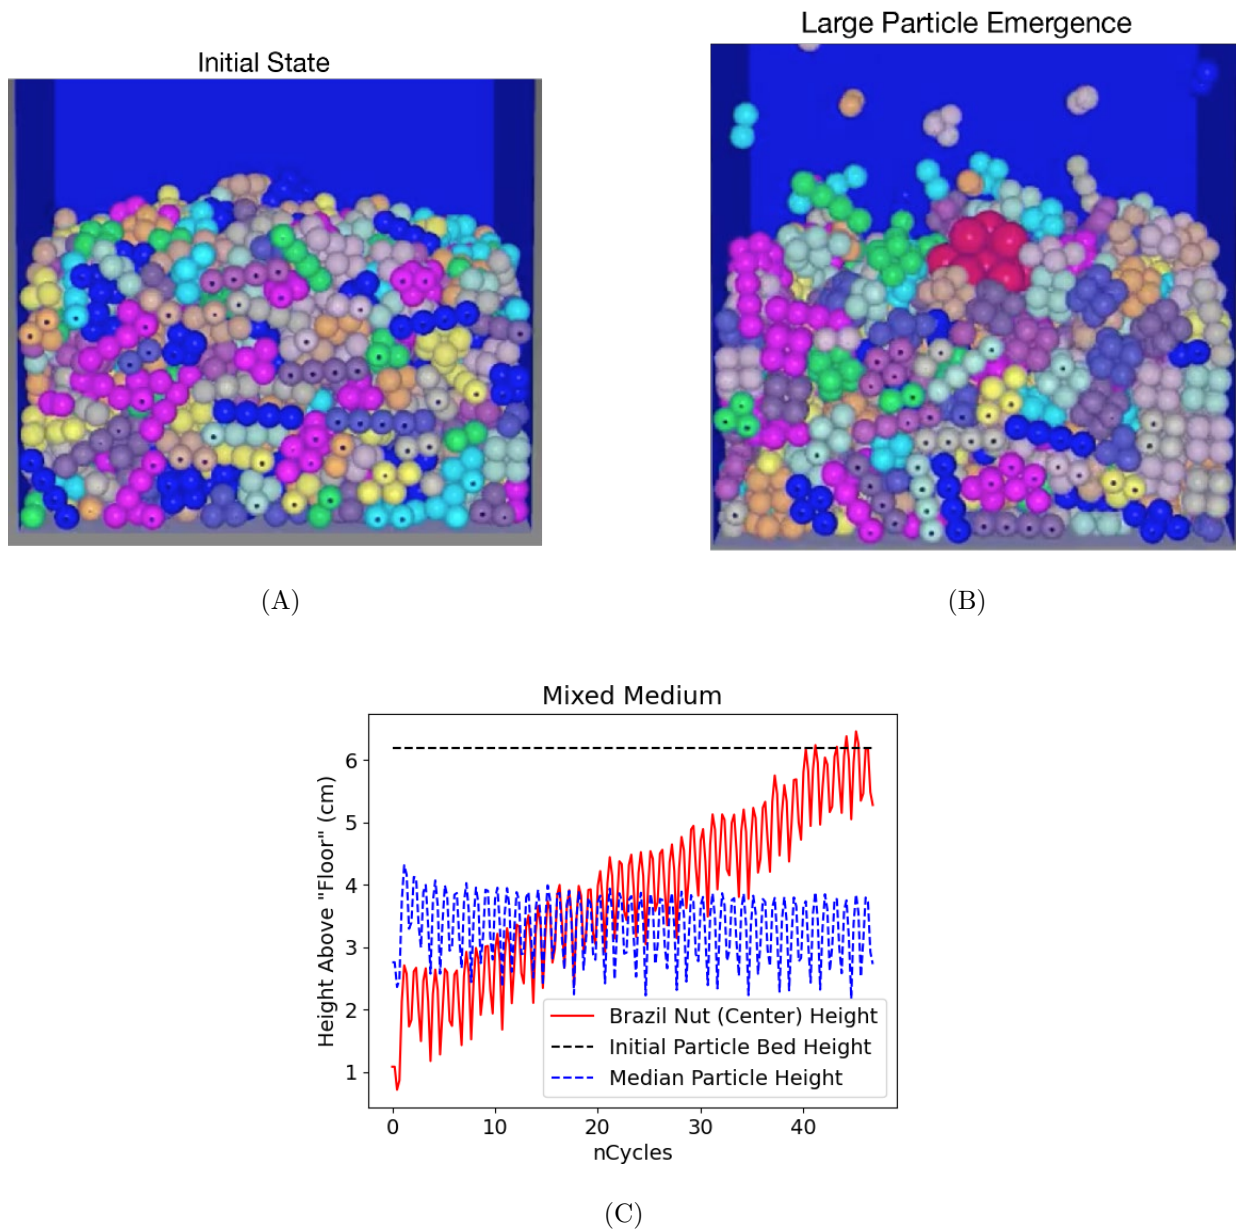 Initial State
Large Particle Emergence
(A)
(B)
Mixed Medium
Height Above "Floor" (cm)
6
5
4
3
2
1
Brazil Nut (Center) Height
Initial Particle Bed Height
Median Particle Height
0
10
20
30
40
nCycles
(C)